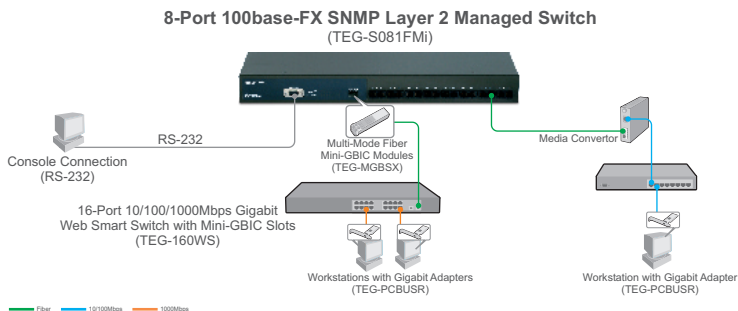 8-Port 100base-FX SNMP Layer 2 Managed Switch
(TEG-S081FMi)
RS-232
Console Connection
(RS-232)
Multi-Mode Fiber
Mini-GBIC Modules
(TEG-MGBSX)
Media Convertor
16-Port 10/100/1000Mbps Gigabit
Web Smart Switch with Mini-GBIC Slots
(TEG-160WS)
Workstations with Gigabit Adapters
(TEG-PCBUSR)
Workstation with Gigabit Adapter
(TEG-PCBUSR)
Fiber
10/100Mbps
1000Mbps